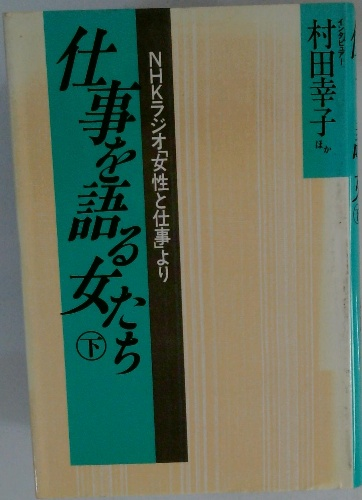 インタビュアー
村田幸子
ほか
NHKラジオ「女性と仕事」より
仕事を語る女たち
下